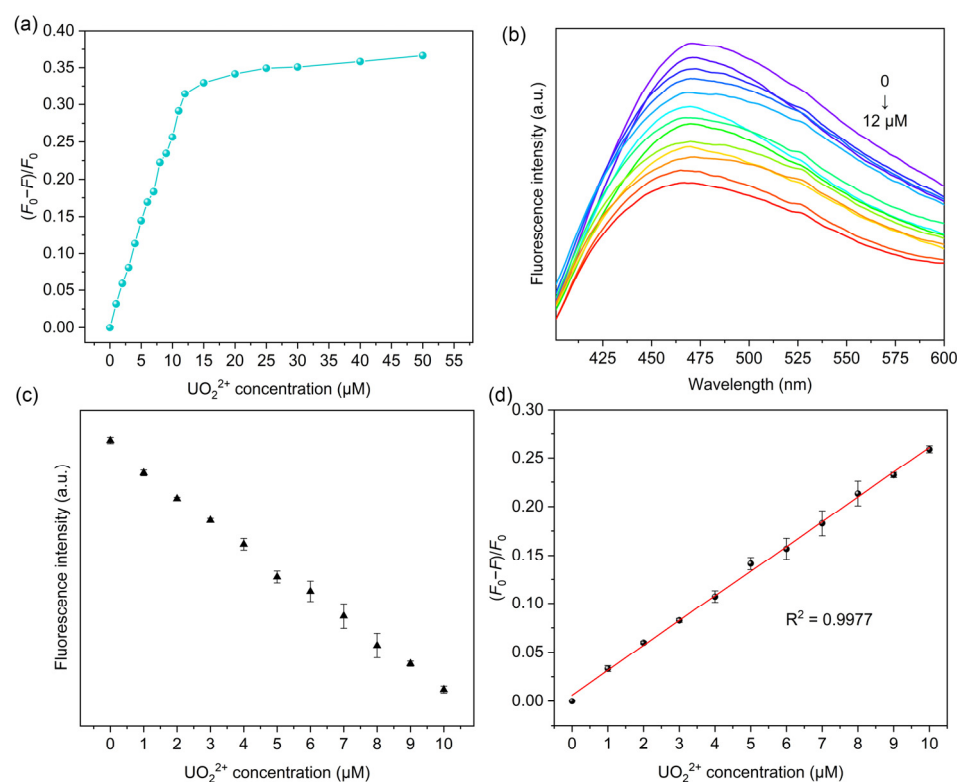 (a)
0.40
0.35
0.30
0.25
0.20
0.15
0.10
0.05
0.00
(F₀−F)/F₀
0 5 10 15 20 25 30 35 40 45 50 55
UO₂²⁺ concentration (μM)
(b)
0
↓
12 μM
Fluorescence intensity (a.u.)
425 450 475 500 525 550 575 600
Wavelength (nm)
(c)
Fluorescence intensity (a.u.)
0 1 2 3 4 5 6 7 8 9 10
UO₂²⁺ concentration (μM)
(d)
0.30
0.25
0.20
0.15
0.10
0.05
0.00
(F₀−F)/F₀
R² = 0.9977
0 1 2 3 4 5 6 7 8 9 10
UO₂²⁺ concentration (μM)